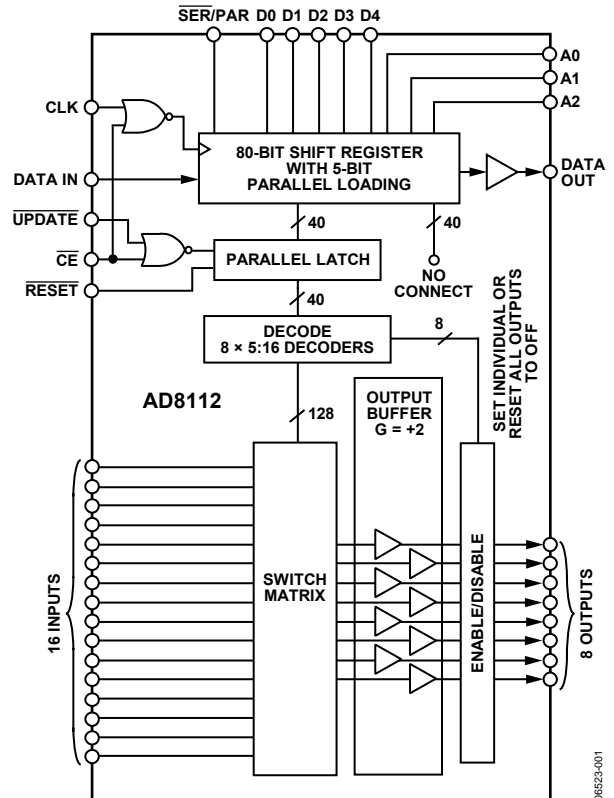 SER/PAR D0 D1 D2 D3 D4
A0
A1
A2
CLK
80-BIT SHIFT REGISTER
WITH 5-BIT
PARALLEL LOADING
DATA
OUT
DATA IN
UPDATE
40
40
CE
PARALLEL LATCH
NO
CONNECT
RESET
40
DECODE
8 × 5:16 DECODERS
8
SET INDIVIDUAL OR
RESET ALL OUTPUTS
TO OFF
AD8112
OUTPUT
BUFFER
G = +2
128
SWITCH
MATRIX
ENABLE/DISABLE
16 INPUTS
8 OUTPUTS
06523-001